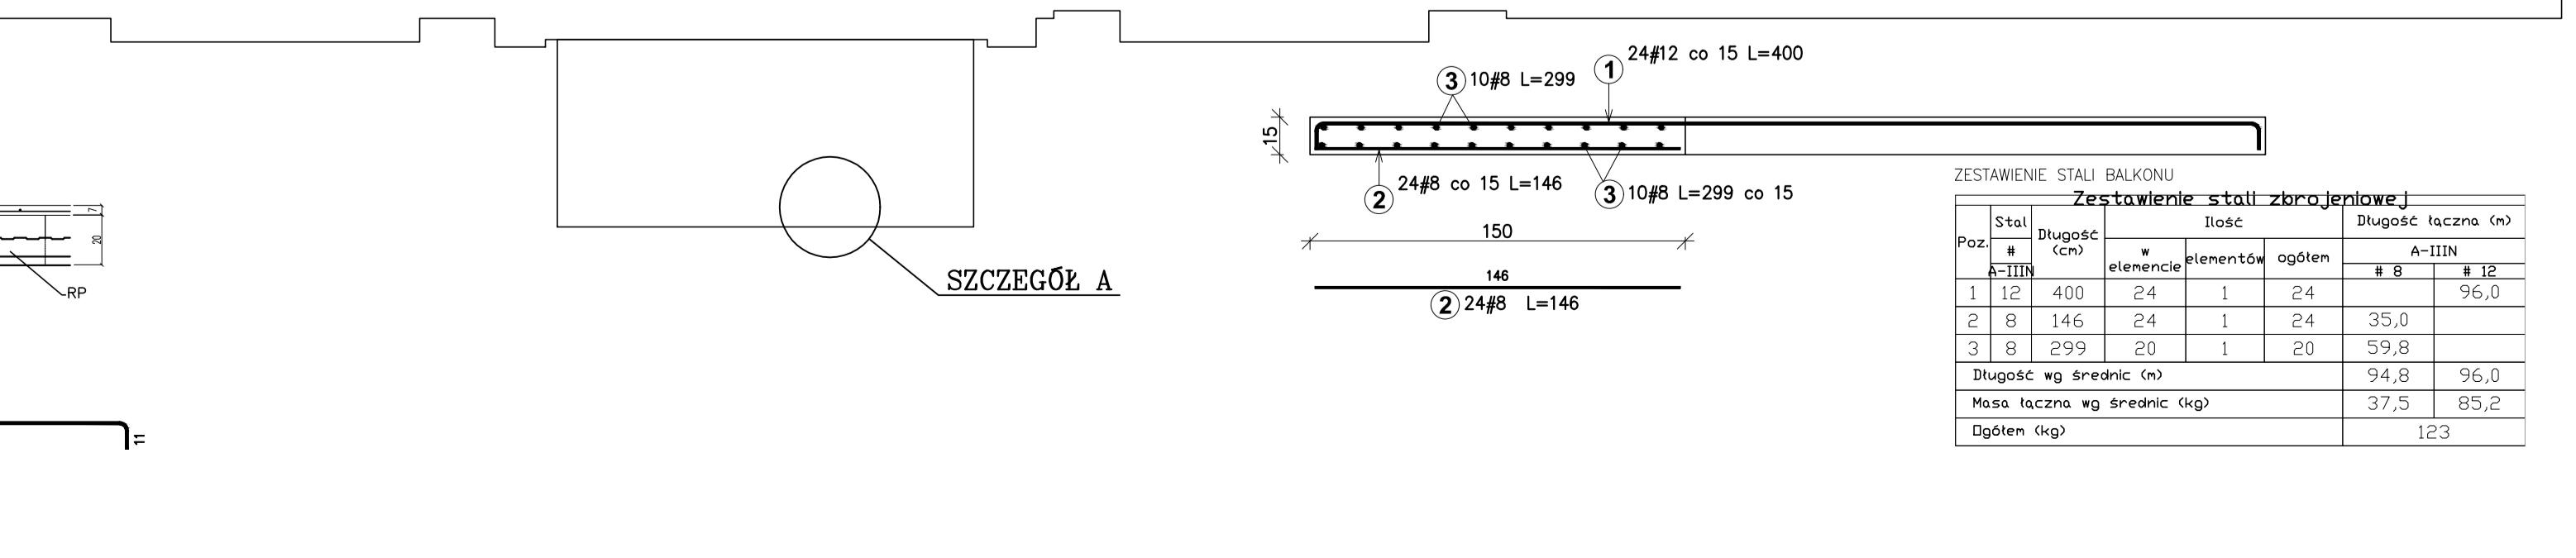 24#12 co 15 L=400
1
3 10#8 L=299
15
24#8 co 15 L=146
2
3 10#8 L=299 co 15
150
146
2 24#8 L=146
7
20
RP
11
SZCZEGÓŁ A
ZESTAWIENIE STALI BALKONU
Zestawienie stali zbrojeniowej
Poz. Stal # A-IIIN Długość (cm) Ilość Długość łączna (m)
w elemencie elementów ogółem A-IIIN
# 8 # 12
1 12 400 24 1 24 96,0
2 8 146 24 1 24 35,0
3 8 299 20 1 20 59,8
Długość wg średnic (m) 94,8 96,0
Masa łączna wg średnic (kg) 37,5 85,2
Ogółem (kg) 123